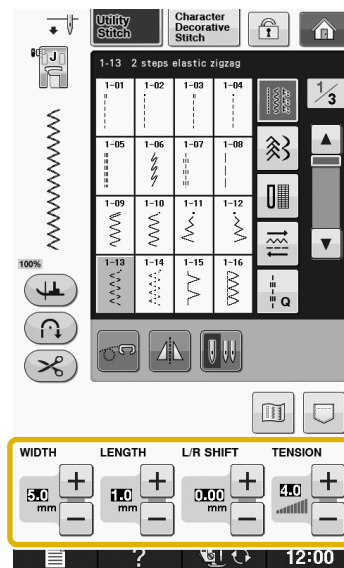 Utility
Stitch
Character
Decorative
Stitch
J
1-13 2 steps elastic zigzag
1-01 1-02 1-03 1-04
1/3
1-05 1-06 1-07 1-08
1-09 1-10 1-11 1-12
100%
1-13 1-14 1-15 1-16
Q
WIDTH LENGTH L/R SHIFT TENSION
5.0 mm 1.0 mm 0.00 mm 4.0
? 12:00